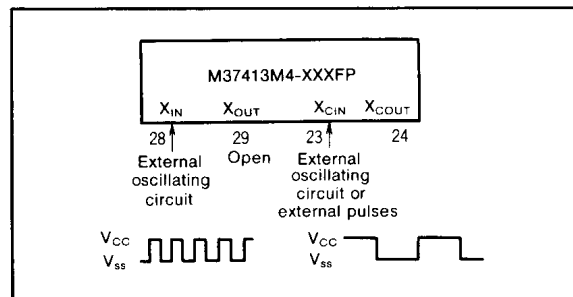 M37413M4-XXXFP
XIN XOUT XCIN XCOUT
28 29 23 24
External oscillating circuit Open External oscillating circuit or external pulses
VCC VCC
Vss Vss